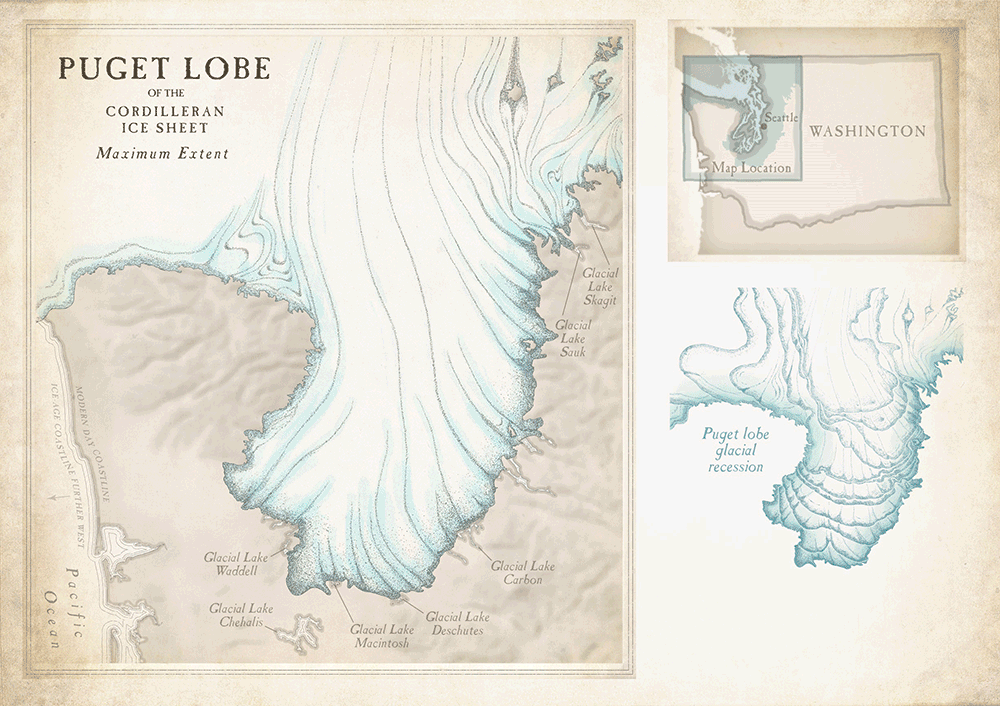 PUGET LOBE
OF THE
CORDILLERAN
ICE SHEET
Maximum Extent
Glacial
Lake
Skagit
Glacial
Lake
Sauk
MODERN DAY COASTLINE
ICE AGE COASTLINE FURTHER WEST
Pacific
Ocean
Glacial Lake
Waddell
Glacial Lake
Chehalis
Glacial Lake
Macintosh
Glacial Lake
Deschutes
Glacial Lake
Carbon
Seattle
WASHINGTON
Map Location
Puget lobe
glacial
recession